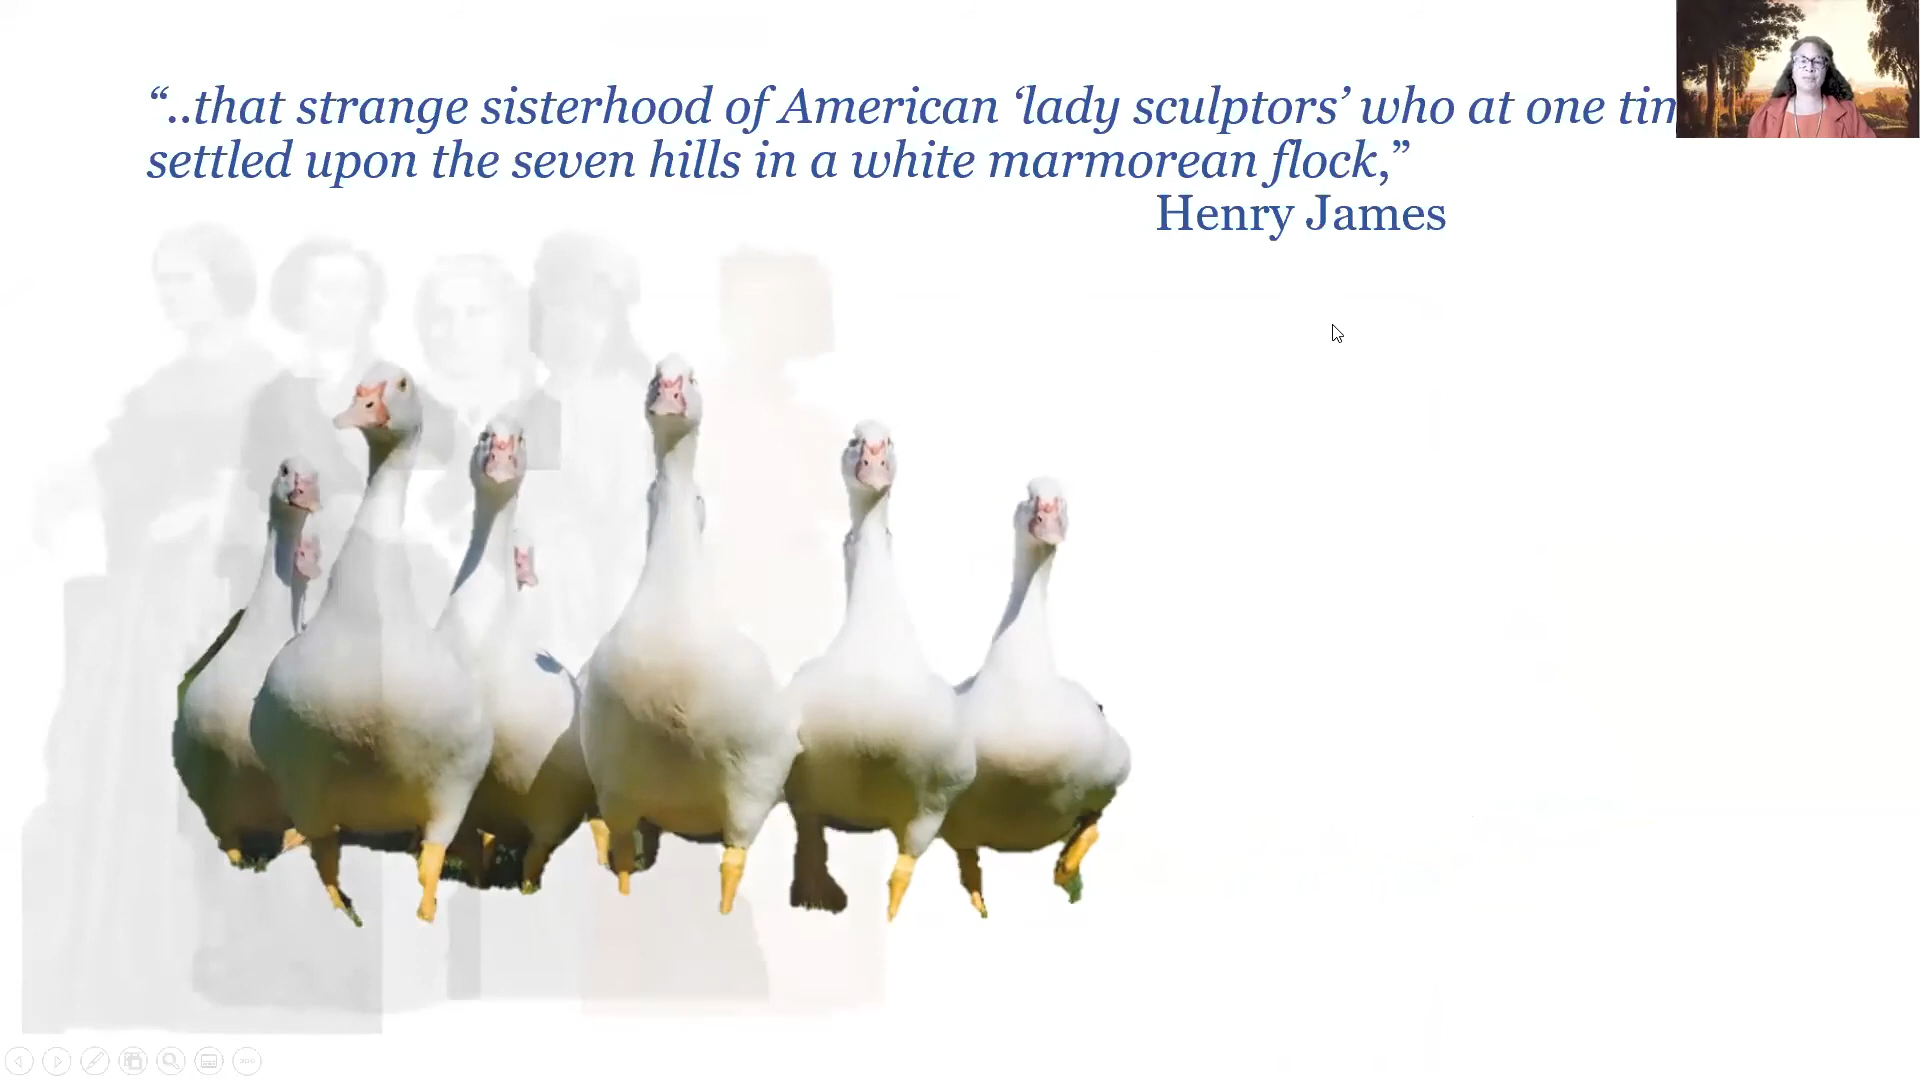 “..that strange sisterhood of American ‘lady sculptors’ who at one
settled upon the seven hills in a white marmorean flock,”
Henry James